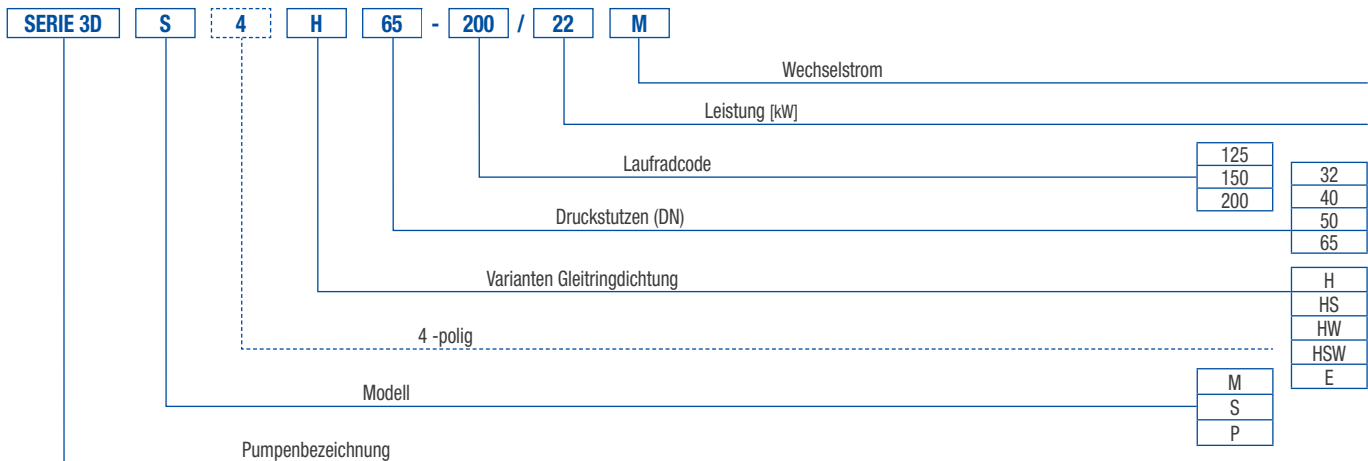 SERIE 3D S 4 H 65 - 200 / 22 M
Wechselstrom
Leistung [kW]
Laufradcode
125
150
200
Druckstutzen (DN)
32
40
50
65
Varianten Gleitringdichtung
H
HS
HW
HSW
E
4 -polig
Modell
M
S
P
Pumpenbezeichnung